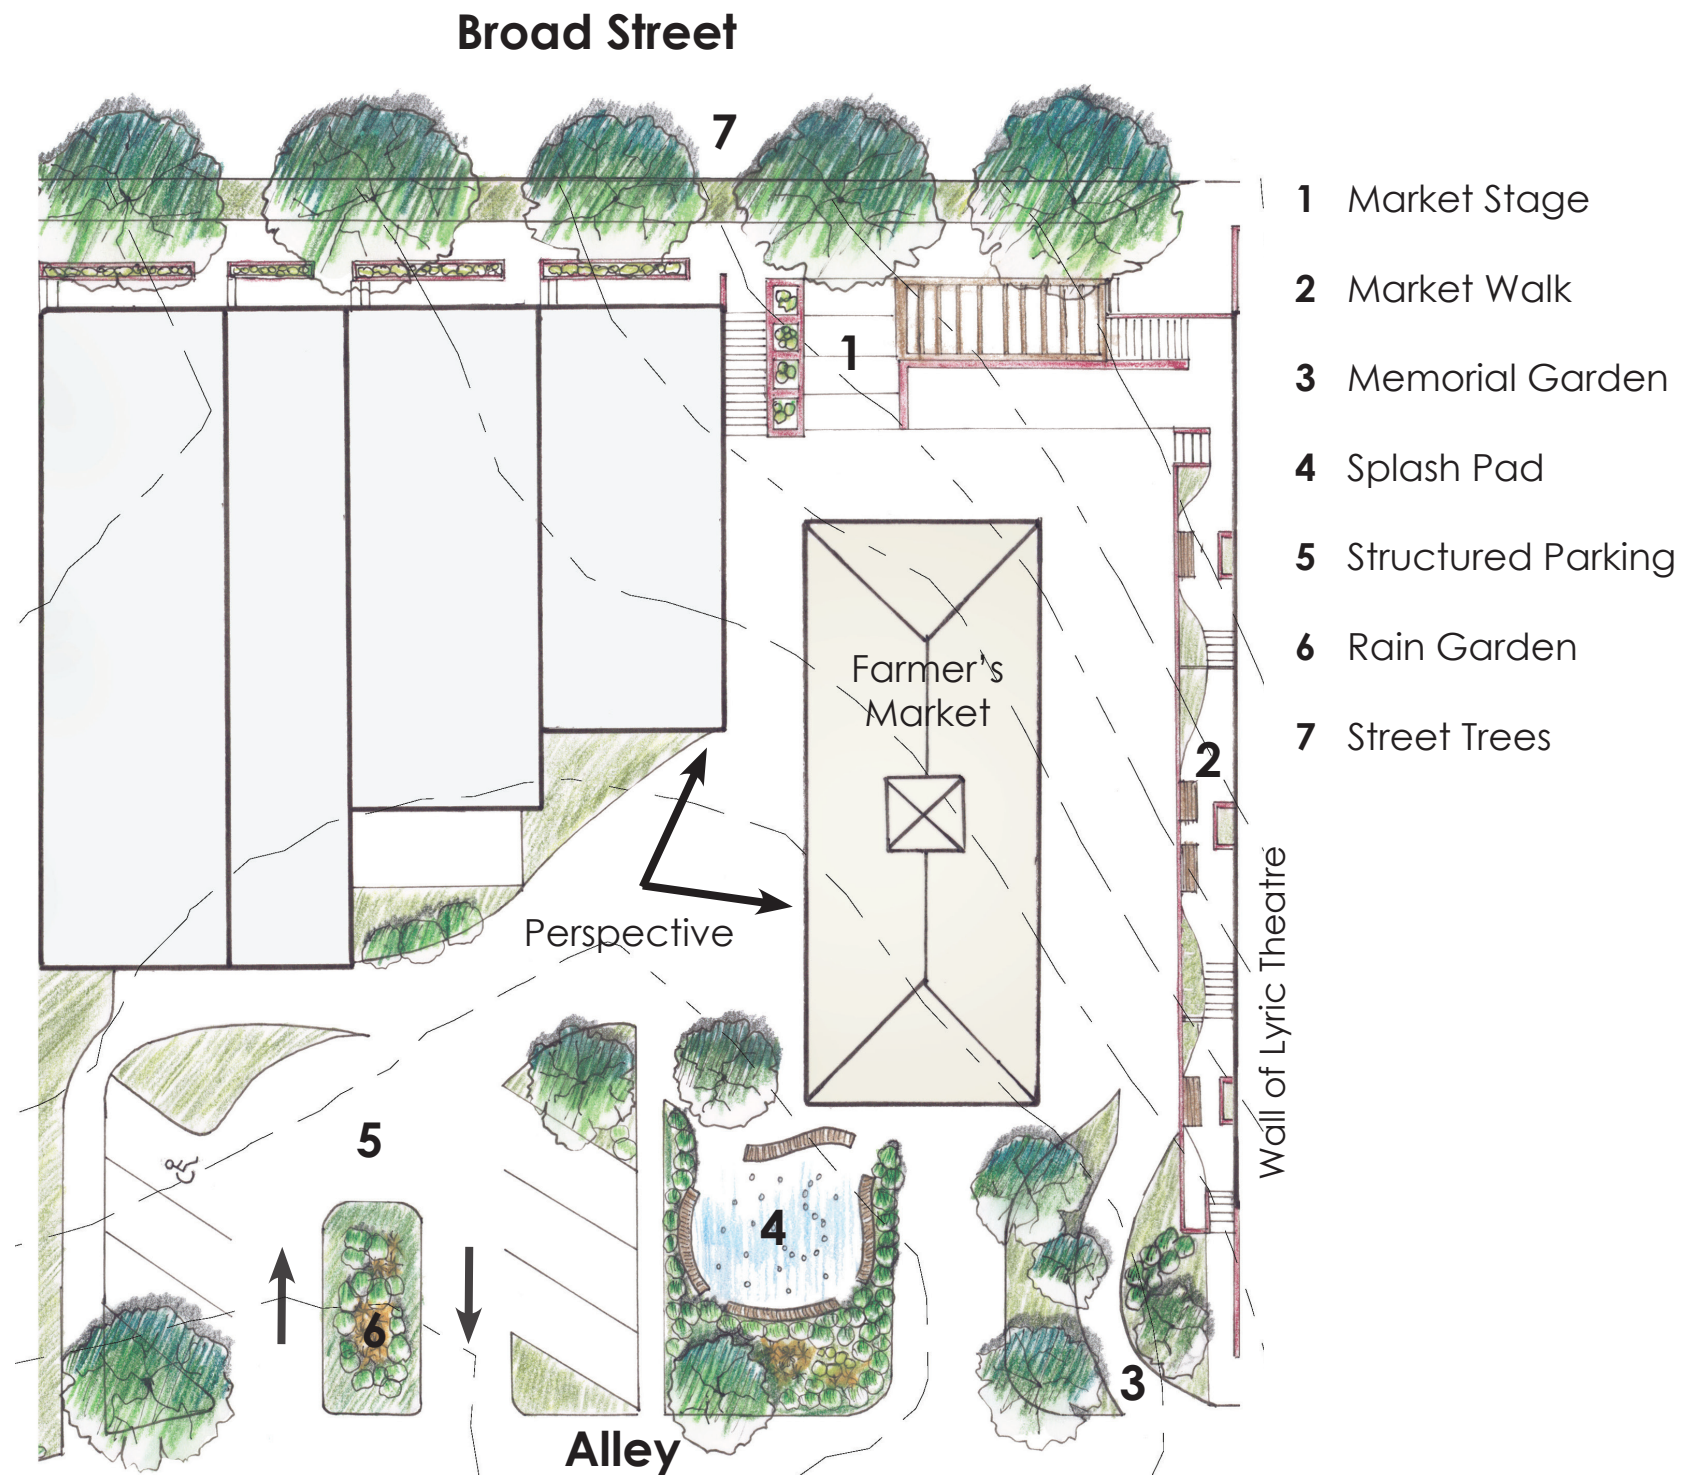 Broad Street
7
1 Market Stage
2 Market Walk
3 Memorial Garden
4 Splash Pad
5 Structured Parking
6 Rain Garden
7 Street Trees
1
Farmer's
Market
2
Perspective
Wall of Lyric Theatre
5
4
6
3
Alley